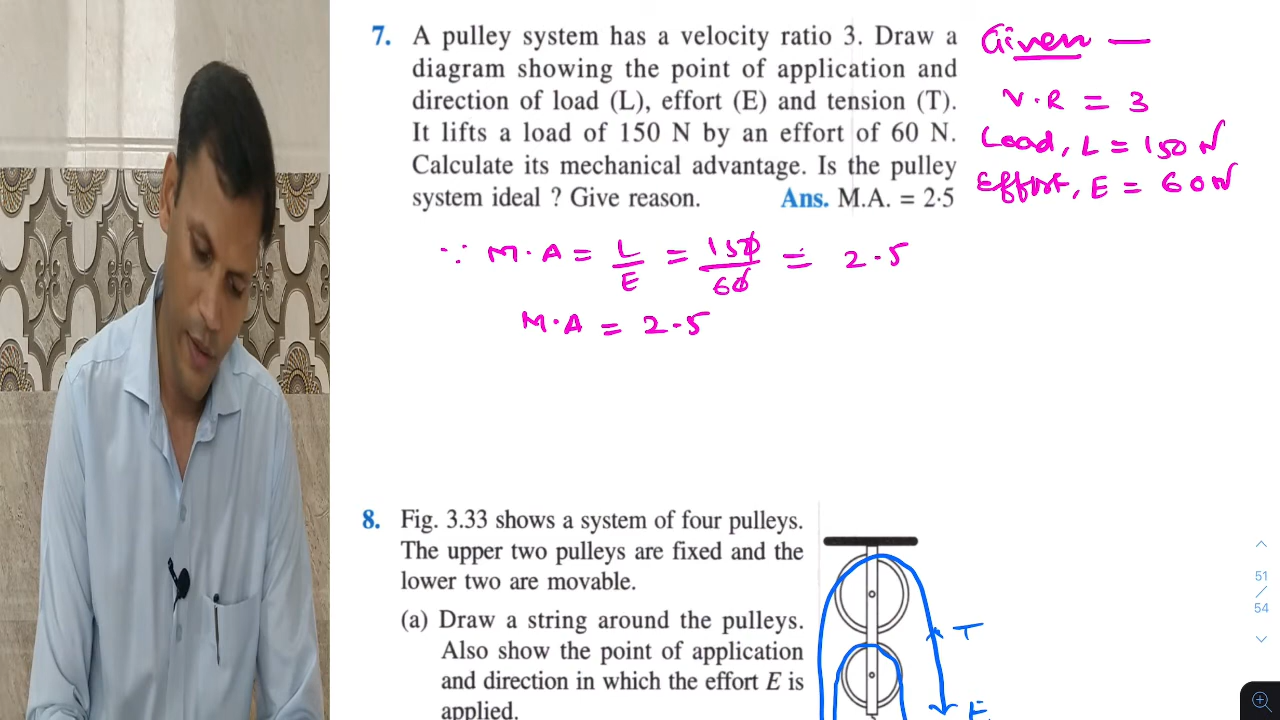 7. A pulley system has a velocity ratio 3. Draw a
diagram showing the point of application and
direction of load (L), effort (E) and tension (T).
It lifts a load of 150 N by an effort of 60 N.
Calculate its mechanical advantage. Is the pulley
system ideal ? Give reason. Ans. M.A. = 2·5
Given —
V.R = 3
Load, L = 150 N
Effort, E = 60 N
∵ M.A = L/E = 150/60 = 2.5
M.A = 2.5
8. Fig. 3.33 shows a system of four pulleys.
The upper two pulleys are fixed and the
lower two are movable.
(a) Draw a string around the pulleys.
Also show the point of application
and direction in which the effort E is
applied.
T
E
51
/
54